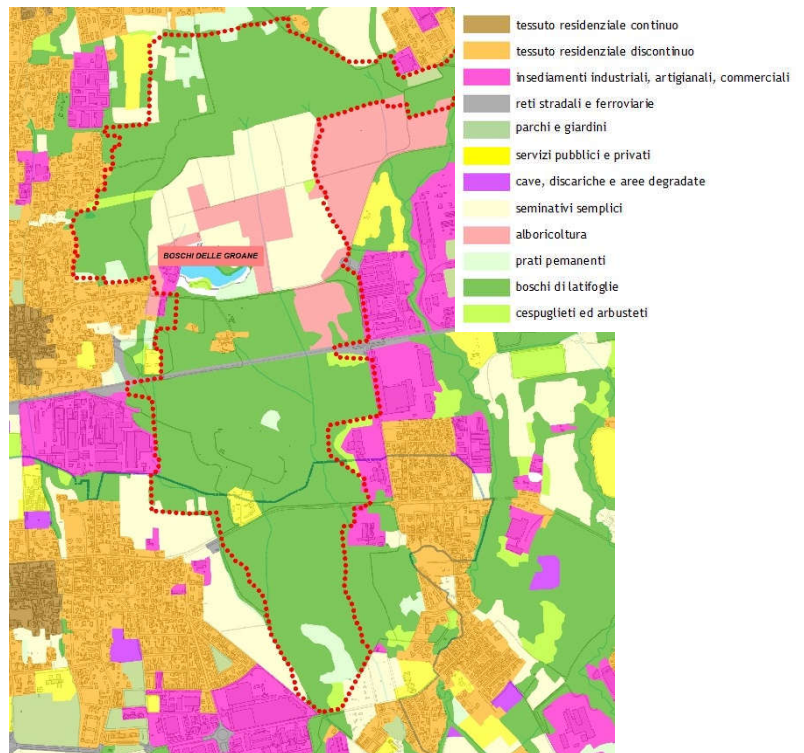 tessuto residenziale continuo
tessuto residenziale discontinuo
insediamenti industriali, artigianali, commerciali
reti stradali e ferroviarie
parchi e giardini
servizi pubblici e privati
cave, discariche e aree degradate
seminativi semplici
alboricoltura
prati pemanenti
boschi di latifoglie
cespuglieti ed arbusteti
BOSCHI DELLE GROANE